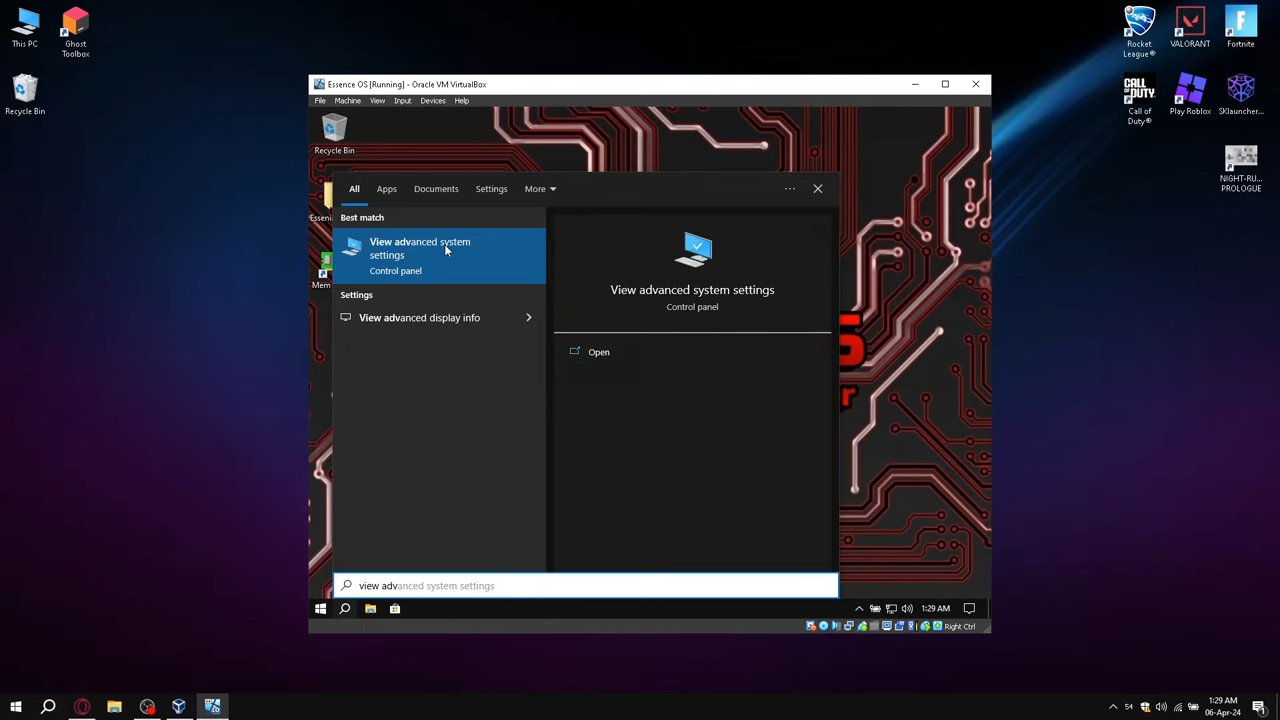 This PC
Ghost
Toolbox
Recycle Bin
Rocket
League®
VALORANT
Fortnite
Call of
Duty®
Play Roblox
SKlauncher...
NIGHT-RU...
PROLOGUE
Essence OS [Running] - Oracle VM VirtualBox
File Machine View Input Devices Help
Recycle Bin
Esseni
Mem
All Apps Documents Settings More
Best match
View advanced system
settings
Control panel
Settings
View advanced display info
View advanced system settings
Control panel
Open
view advanced system settings
1:29 AM
Right Ctrl
54
1:29 AM
06-Apr-24